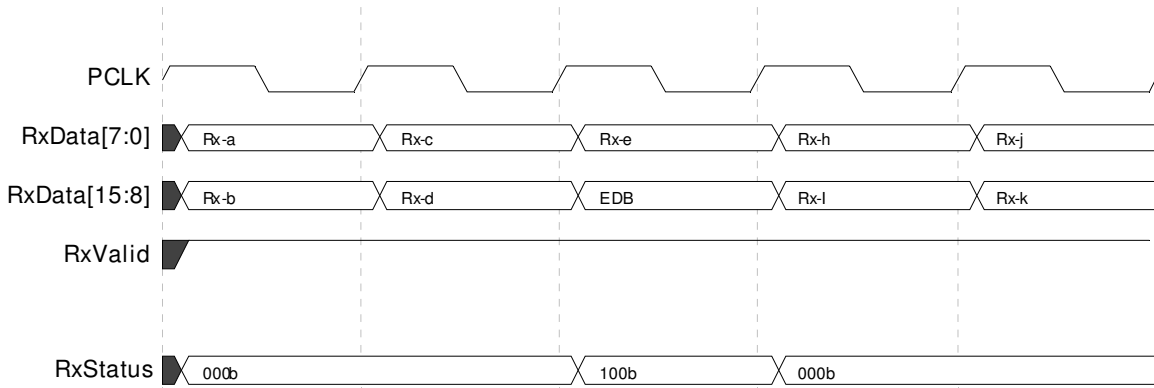 PCLK
RxData[7:0] Rx-a Rx-c Rx-e Rx-h Rx-j
RxData[15:8] Rx-b Rx-d EDB Rx-I Rx-k
RxValid
RxStatus 000b 100b 000b